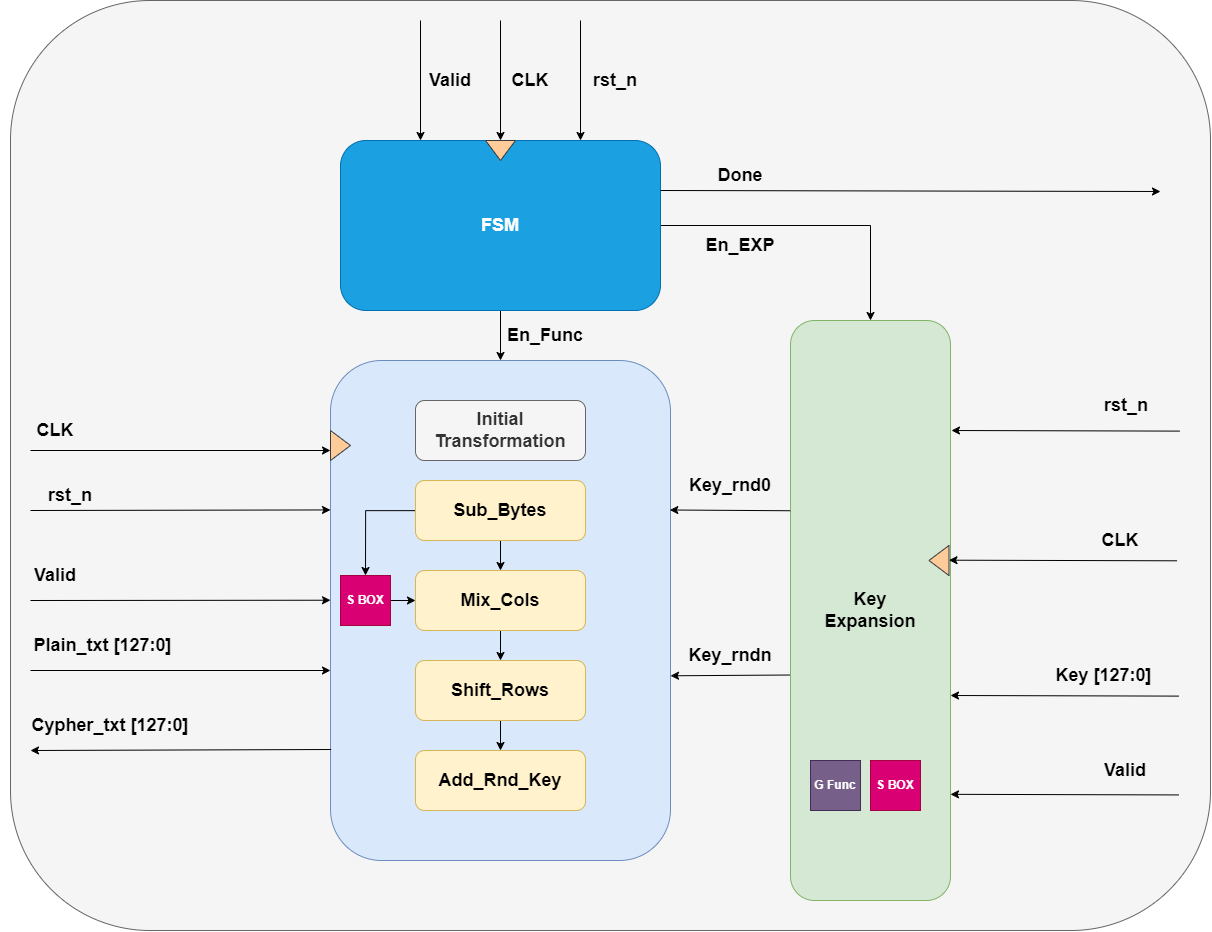 Valid
CLK
rst_n
Done
FSM
En_EXP
En_Func
CLK
rst_n
Valid
Plain_txt [127:0]
Cypher_txt [127:0]
Initial
Transformation
Sub_Bytes
S BOX
Mix_Cols
Shift_Rows
Add_Rnd_Key
Key_rnd0
Key_rndn
Key
Expansion
G Func
S BOX
rst_n
CLK
Key [127:0]
Valid